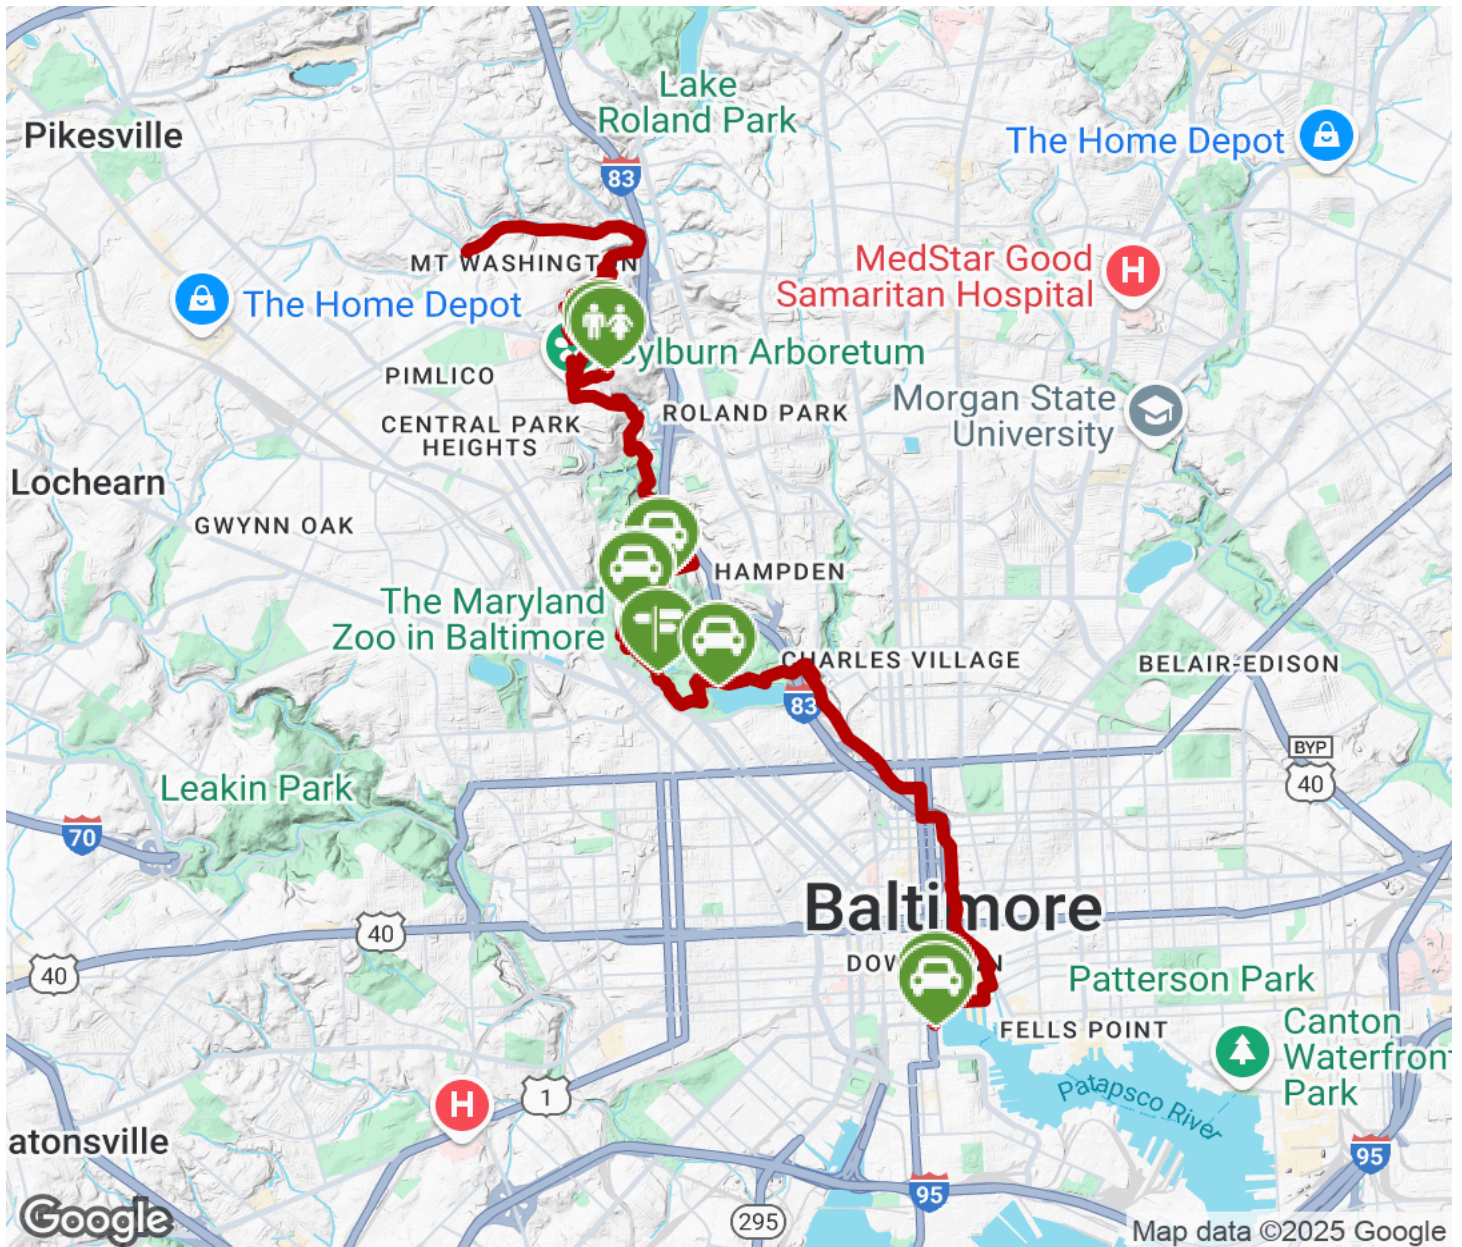 Lake
Roland Park
Pikesville
The Home Depot
83
MT WASHINGTON
MedStar Good
Samaritan Hospital
H
The Home Depot
Sylburn Arboretum
PIMLICO
ROLAND PARK
Morgan State
University
CENTRAL PARK
HEIGHTS
Lochearn
GWYNN OAK
HAMPDEN
The Maryland
Zoo in Baltimore
CHARLES VILLAGE
BELAIR-EDISON
83
BYP
40
Leakin Park
70
Baltimore
40
40
DOWNTOWN
Patterson Park
FELLS POINT
Canton
Waterfront
Park
Patapsco River
1
H
atonsville
95
95
295
Google
Map data ©2025 Google